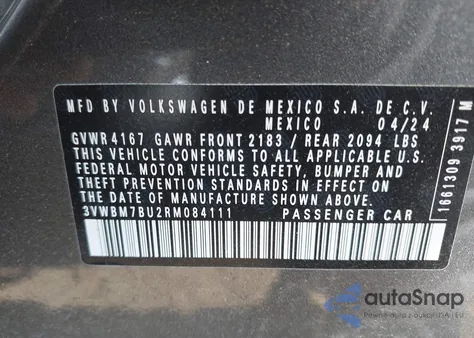 MFD BY VOLKSWAGEN DE MEXICO S.A. DE C.V.
MEXICO 04/24
GVWR 4167 GAWR FRONT 2183 / REAR 2094 LBS
THIS VEHICLE CONFORMS TO ALL APPLICABLE U.S.
FEDERAL MOTOR VEHICLE SAFETY, BUMPER AND
THEFT PREVENTION STANDARDS IN EFFECT ON
THE DATE OF MANUFACTURE SHOWN ABOVE
3VWBM7BU2RM084111 PASSENGER CAR
1661309 3917 M
autoSnap